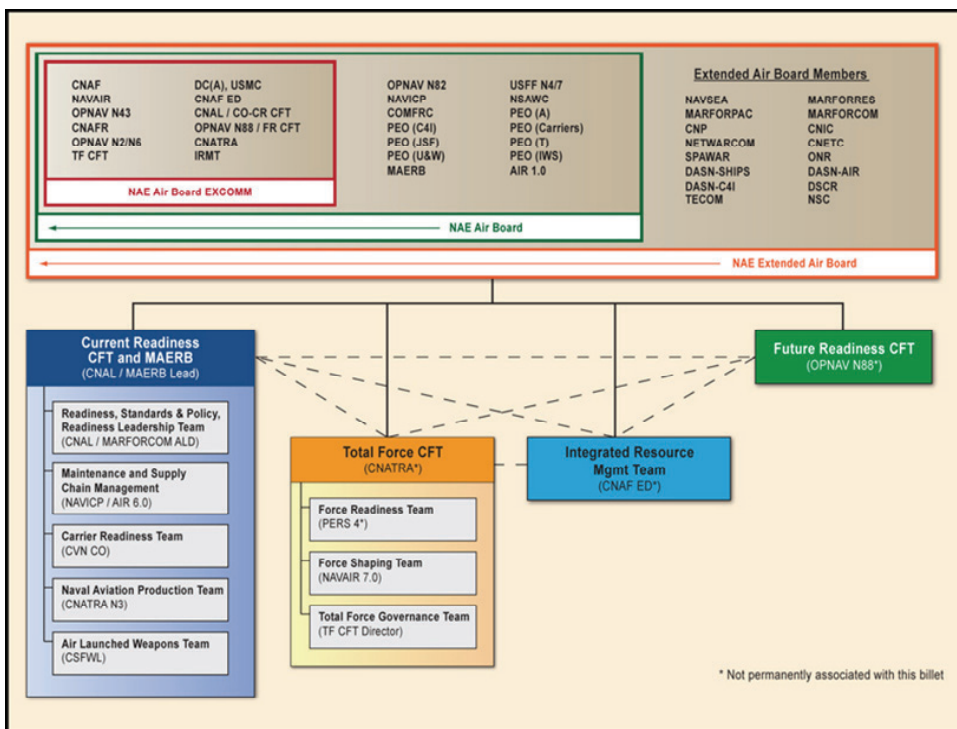 CNAF
NAVAIR
OPNAV N43
CNAFR
OPNAV N2/N6
TF CFT
DC(A), USMC
CNAF ED
CNAL / CO-CR CFT
OPNAV N88 / FR CFT
CNATRA
IRMT
NAE Air Board EXCOMM
OPNAV N82
NAVICP
COMFRC
PEO (C4I)
PEO (JSF)
PEO (U&W)
MAERB
USFF N4/7
NSAWC
PEO (A)
PEO (Carriers)
PEO (T)
PEO (IWS)
AIR 1.0
NAE Air Board
Extended Air Board Members
NAVSEA
MARFORPAC
CNP
NETWARCOM
SPAWAR
DASN-SHIPS
DASN-C4I
TECOM
MARFORRES
MARFORCOM
CNIC
CNETC
ONR
DASN-AIR
DSCR
NSC
NAE Extended Air Board
Current Readiness
CFT and MAERB
(CNAL / MAERB Lead)
Readiness, Standards & Policy,
Readiness Leadership Team
(CNAL / MARFORCOM ALD)
Maintenance and Supply
Chain Management
(NAVICP / AIR 6.0)
Carrier Readiness Team
(CVN CO)
Naval Aviation Production Team
(CNATRA N3)
Air Launched Weapons Team
(CSFWL)
Total Force CFT
(CNATRA*)
Force Readiness Team
(PERS 4*)
Force Shaping Team
(NAVAIR 7.0)
Total Force Governance Team
(TF CFT Director)
Integrated Resource
Mgmt Team
(CNAF ED*)
Future Readiness CFT
(OPNAV N88*)
* Not permanently associated with this billet